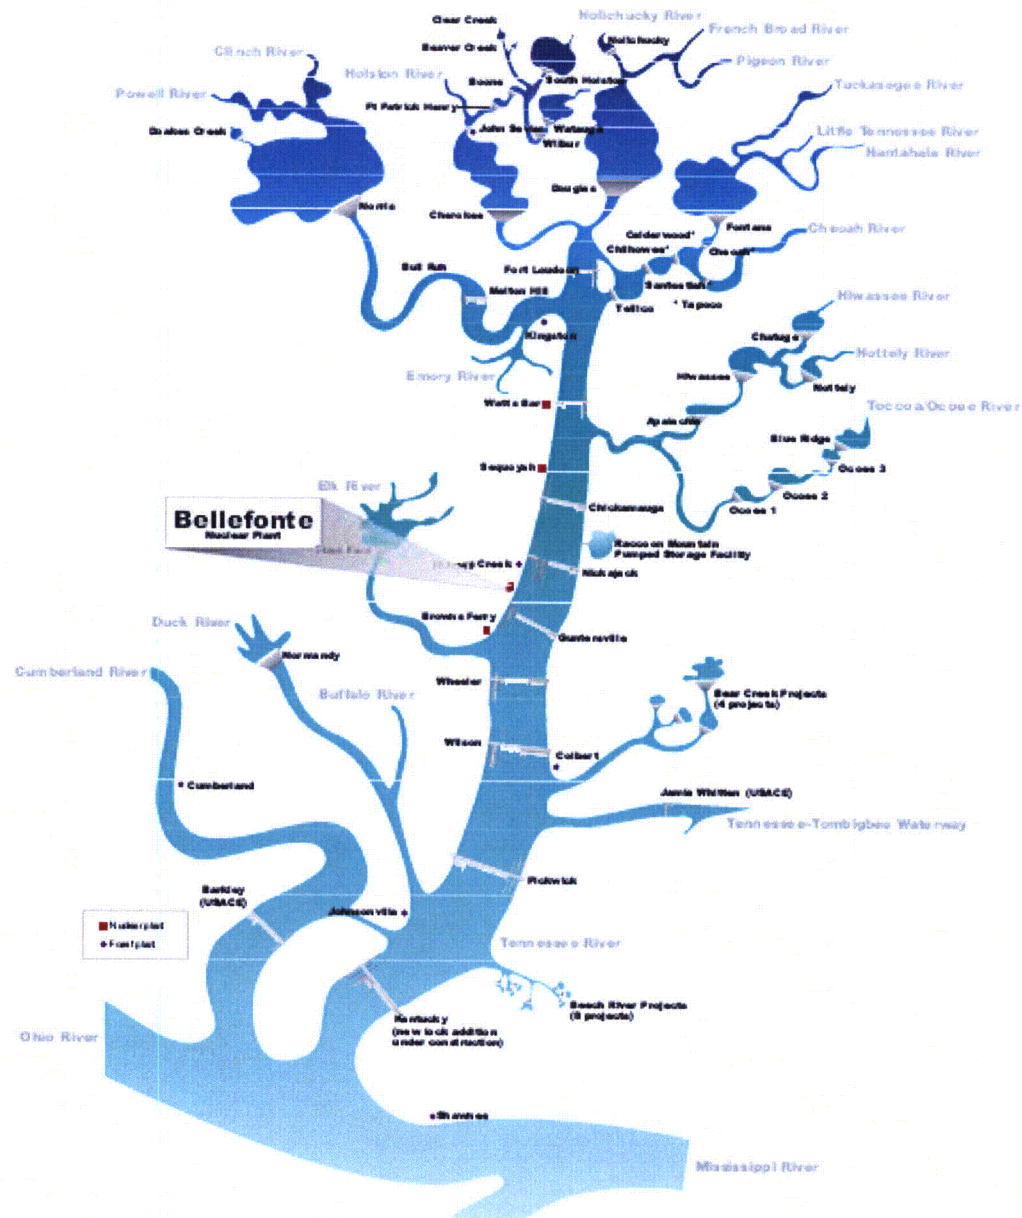 Clear Creek
Nolichucky River
French Broad River
Nolichucky
Beaver Creek
Clinch River
Pigeon River
Holston River
Boone
South Holston
Tuckasegee River
Powell River
Ft Patrick Henry
Coakes Creek
John Sevier
Watauga
Little Tennessee River
Wilbur
Nantahala River
Douglas
Norris
Cherokee
Fontana
Cheoah River
Calderwood*
Chilhowee*
Cheoah*
Bull Run
Fort Loudoun
Santeetlah*
Melton Hill
Tellico
* Tapoco
Hiwassee River
Kingston
Chatuge
Nottely River
Emory River
Hiwassee
Nottely
Watts Bar
Toccoa/Ocoee River
Apalachia
Blue Ridge
Sequoyah
Ocoee 3
Elk River
Ocoee 2
Chickamauga
Ocoee 1
Bellefonte
Nuclear Plant
Raccoon Mountain
Pumped Storage Facility
Creek
Nickajack
Browns Ferry
Duck River
Guntersville
Normandy
Cumberland River
Wheeler
Buffalo River
Bear Creek Projects
(4 projects)
Wilson
Colbert
Cumberland
Jamie Whitten (USACE)
Tennessee-Tombigbee Waterway
Pickwick
Barkley
(USACE)
Johnsonville
Tennessee River
Beech River Projects
(8 projects)
Kentucky
(new lock addition
under construction)
Ohio River
Shawnee
Mississippi River